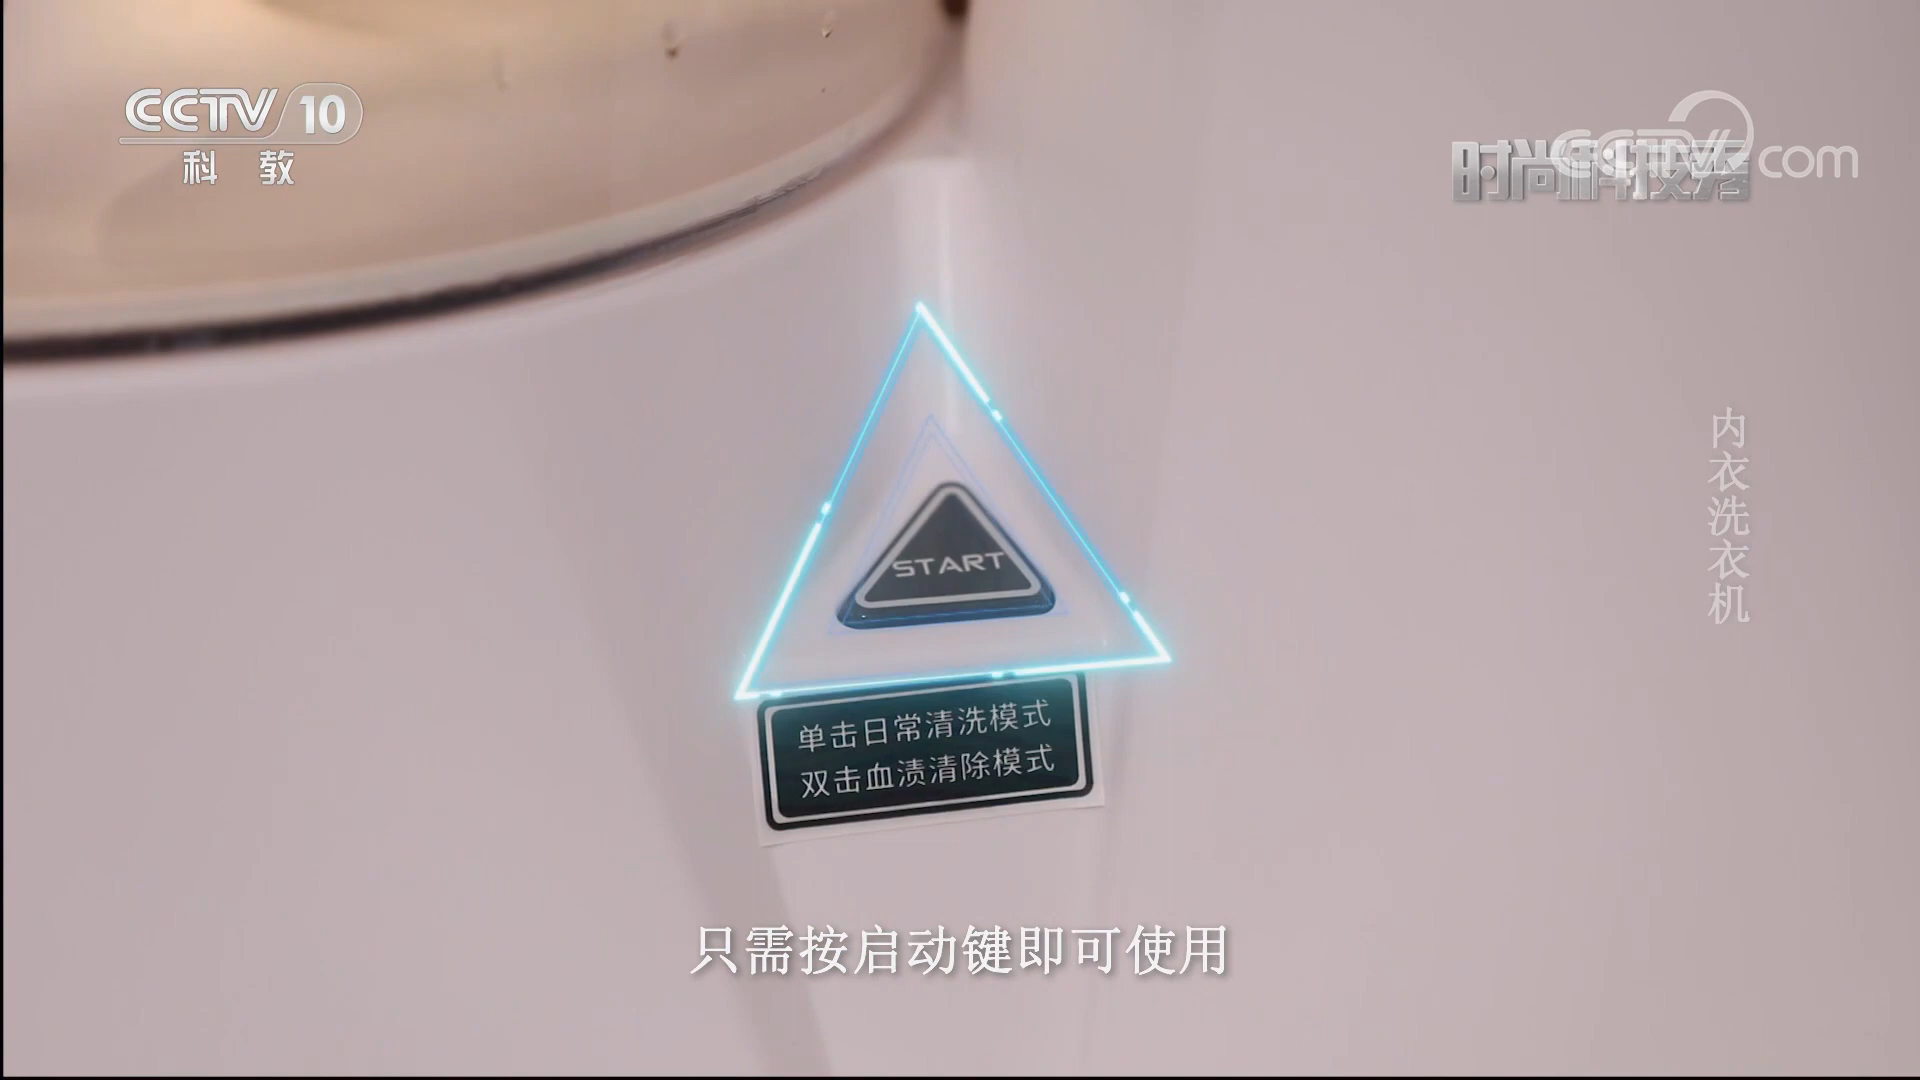 CCTV 10
科 教
时尚科技秀
CCTV.com
内衣洗衣机
START
单击日常清洗模式
双击血渍清除模式
只需按启动键即可使用